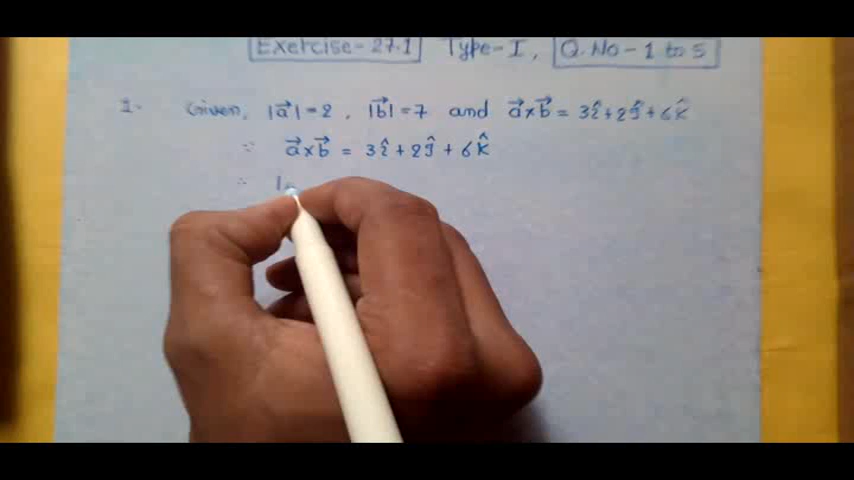 Exercise-27.1 Type-I, Q.No-1 to 5
1. Given, |a⃗|=2, |b⃗|=7 and a⃗×b⃗ = 3î+2ĵ+6k̂
∵ a⃗×b⃗ = 3î+2ĵ+6k̂
∴ |a